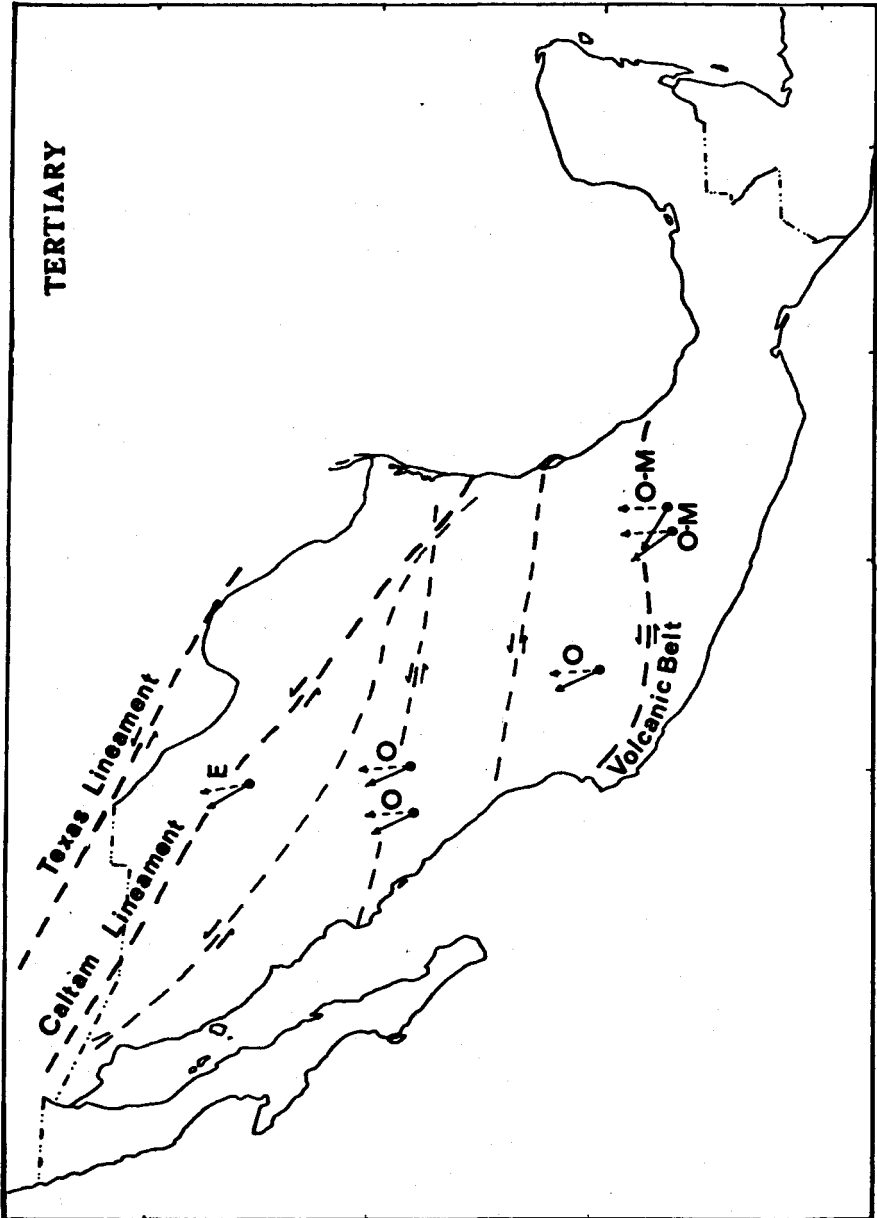 TERTIARY
Texas Lineament
Caltam Lineament
E
O
O
O
O-M
O-M
Volcanic Belt